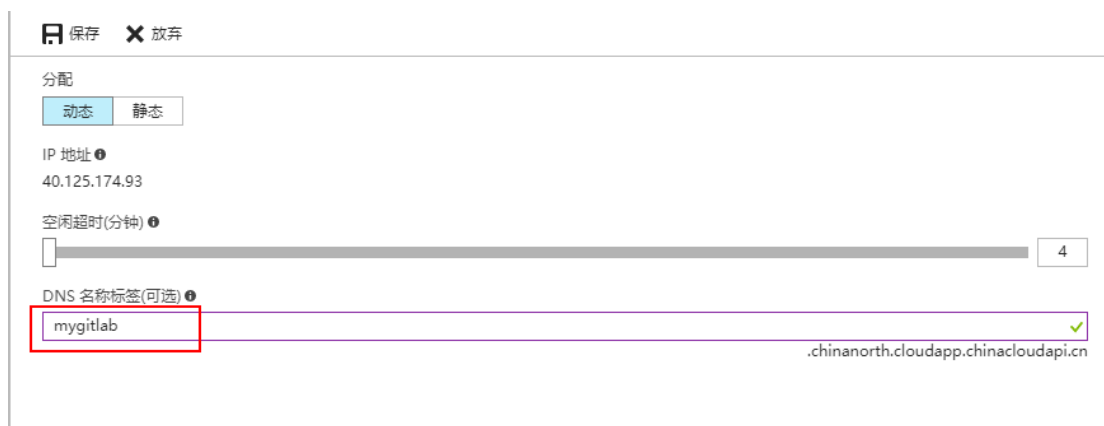 保存 放弃
分配
动态 静态
IP 地址
40.125.174.93
空闲超时(分钟)
4
DNS 名称标签(可选)
mygitlab
.chinanorth.cloudapp.chinacloudapi.cn